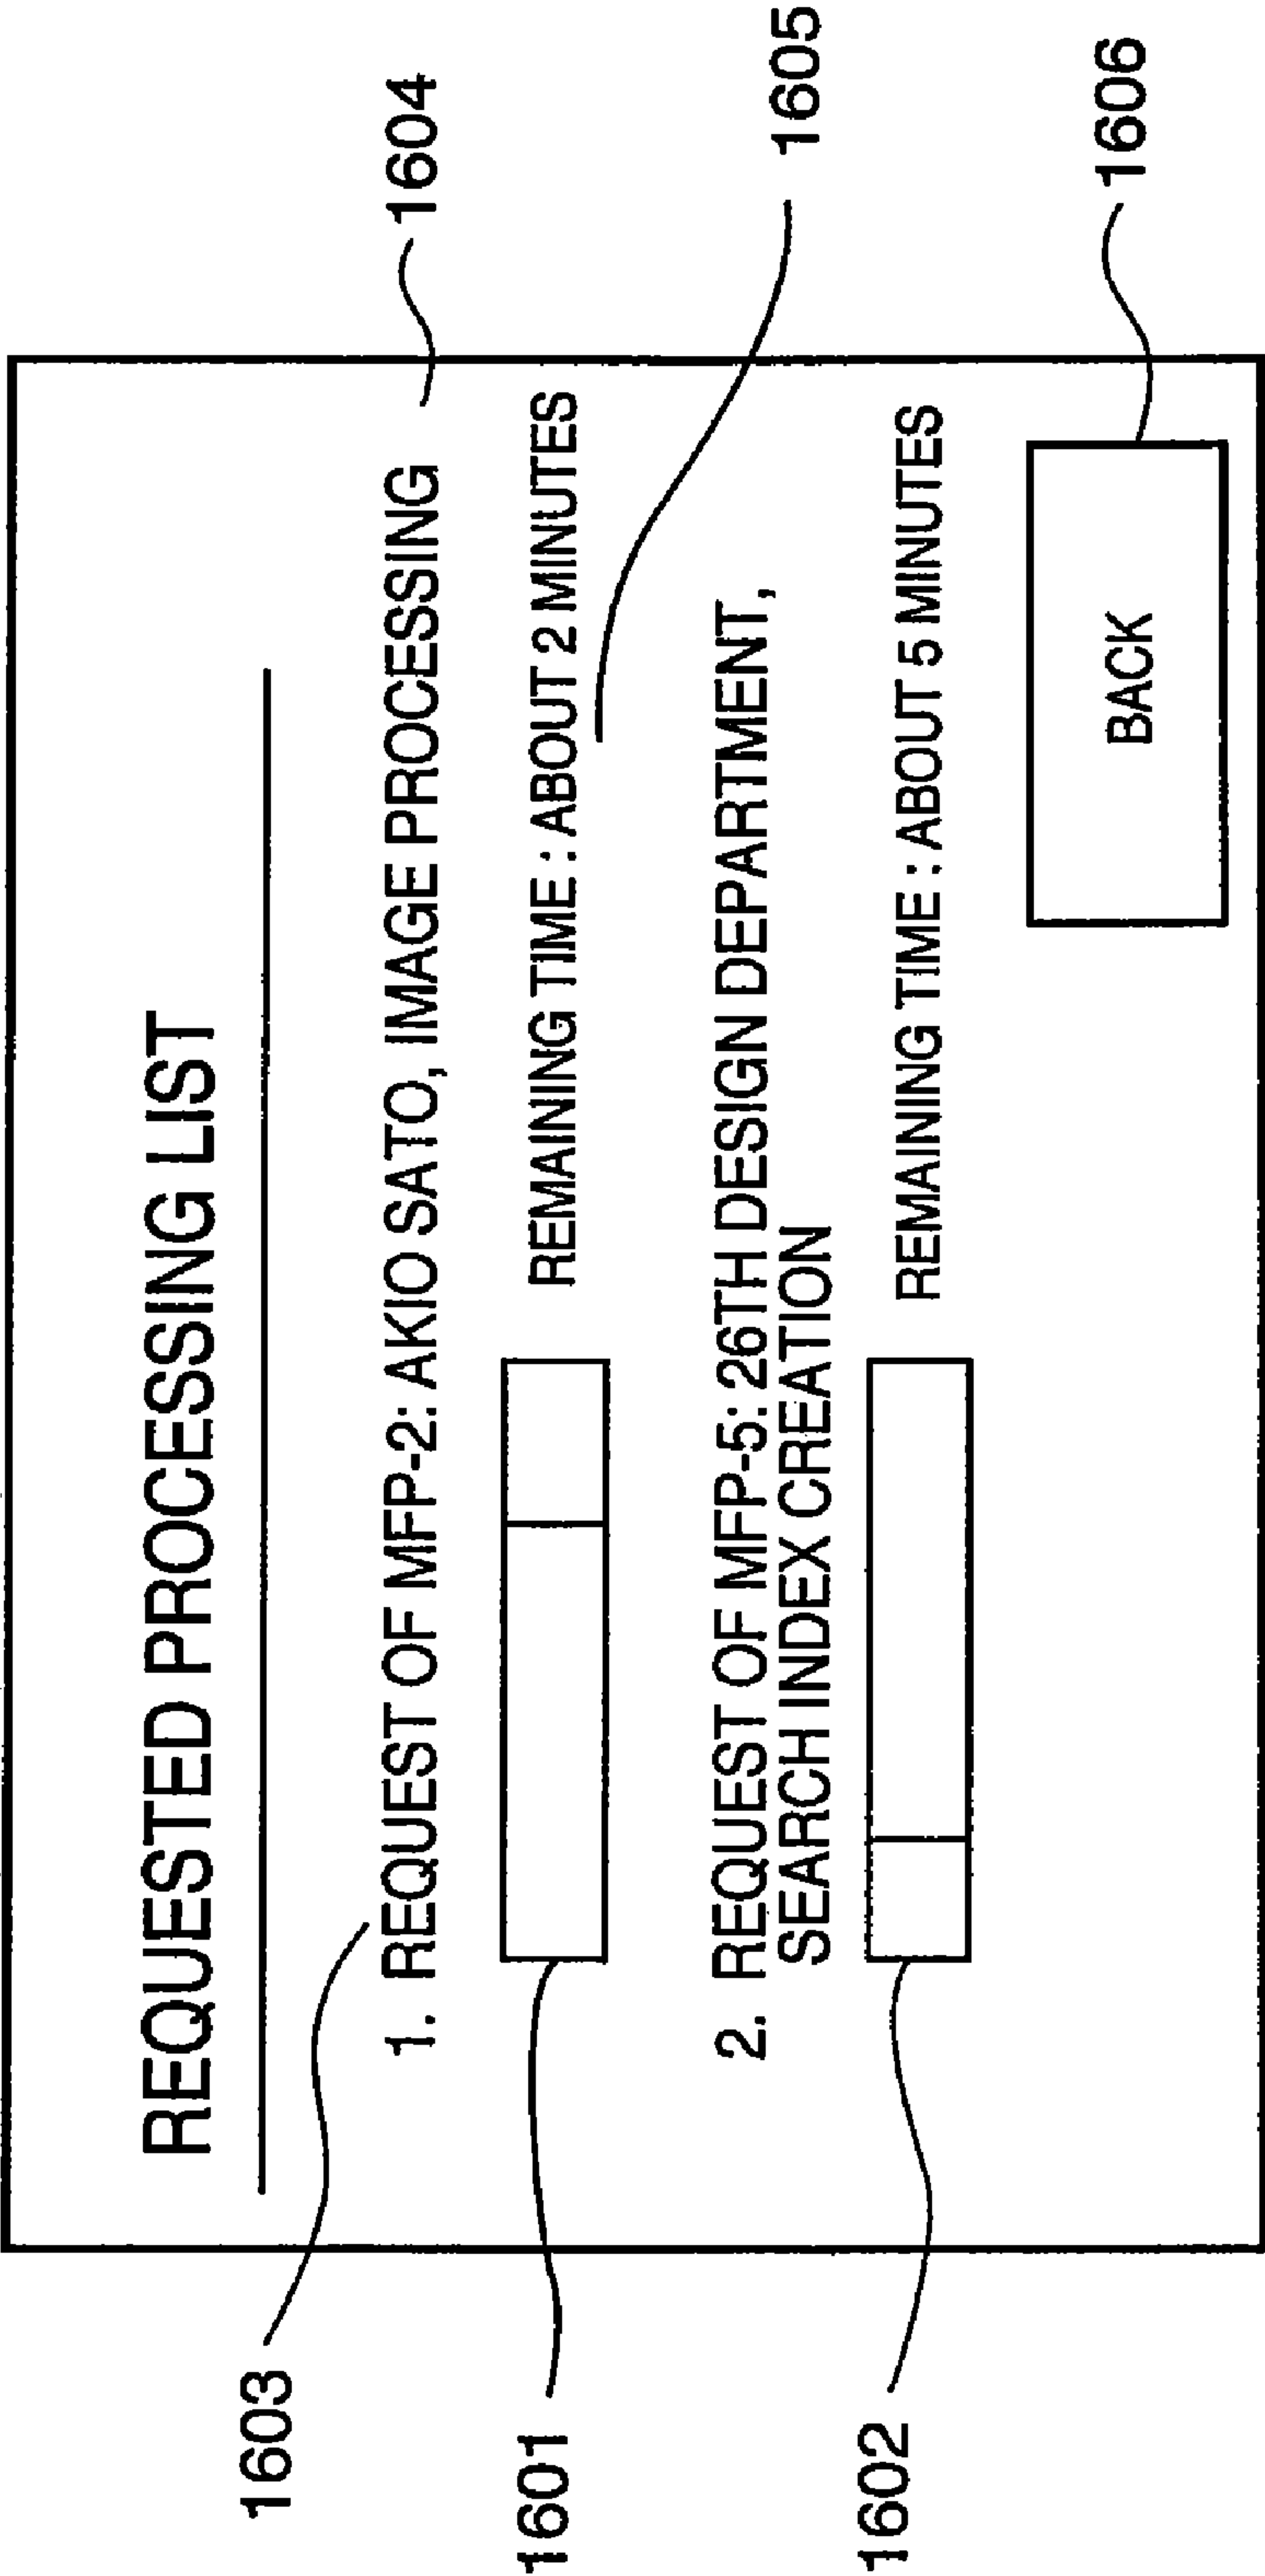 REQUESTED PROCESSING LIST
1603
1. REQUEST OF MFP-2: AKIO SATO, IMAGE PROCESSING
1604
1601
REMAINING TIME : ABOUT 2 MINUTES
1605
2. REQUEST OF MFP-5: 26TH DESIGN DEPARTMENT,
SEARCH INDEX CREATION
1602
REMAINING TIME : ABOUT 5 MINUTES
BACK
1606